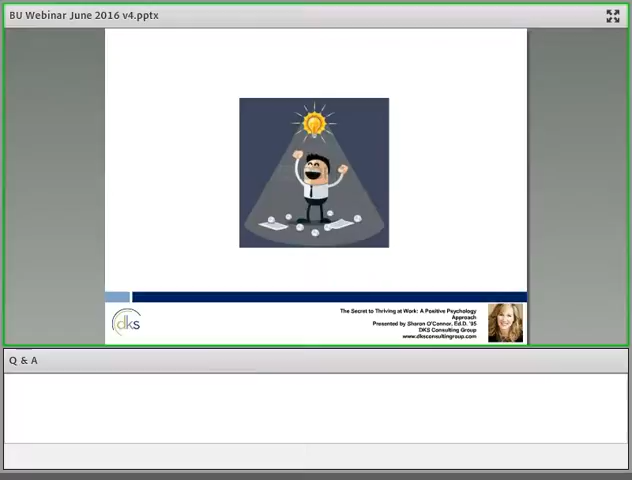 BU Webinar June 2016 v4.pptx
dks
The Secret to Thriving at Work: A Positive Psychology
Approach
Presented by Sharon O'Connor, Ed.D. '95
DKS Consulting Group
www.dksconsultinggroup.com
Q & A